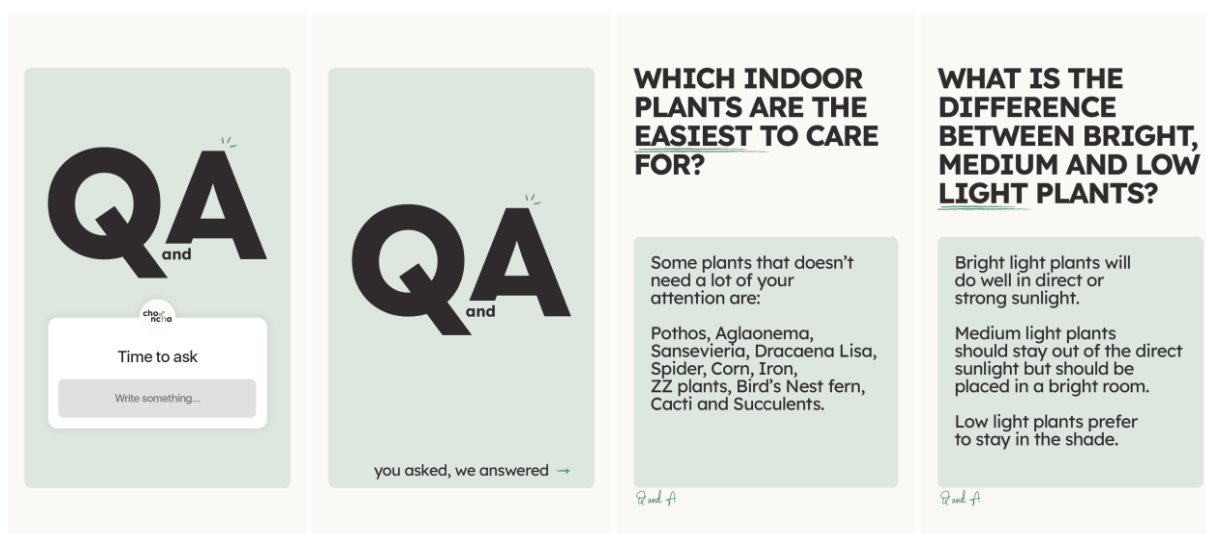 QA
and
cho
ncha
Time to ask
Write something...
QA
and
you asked, we answered →
WHICH INDOOR
PLANTS ARE THE
EASIEST TO CARE
FOR?
Some plants that doesn't
need a lot of your
attention are:
Pothos, Aglaonema,
Sansevieria, Dracaena Lisa,
Spider, Corn, Iron,
ZZ plants, Bird's Nest fern,
Cacti and Succulents.
Q and A
WHAT IS THE
DIFFERENCE
BETWEEN BRIGHT,
MEDIUM AND LOW
LIGHT PLANTS?
Bright light plants will
do well in direct or
strong sunlight.
Medium light plants
should stay out of the direct
sunlight but should be
placed in a bright room.
Low light plants prefer
to stay in the shade.
Q and A